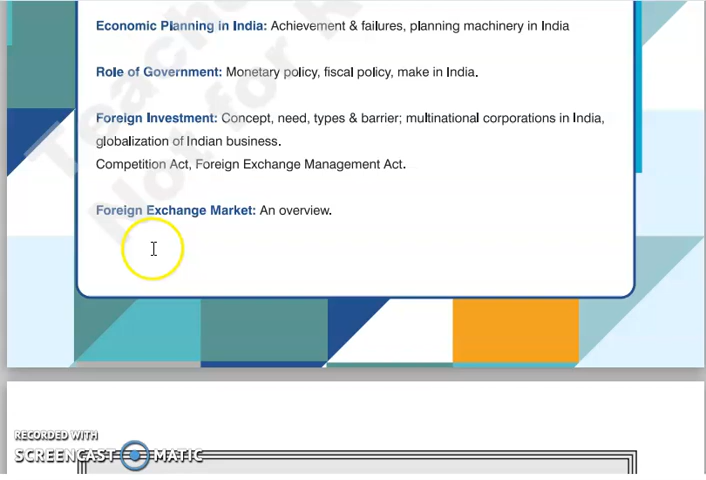 Economic Planning in India: Achievement & failures, planning machinery in India
Role of Government: Monetary policy, fiscal policy, make in India.
Foreign Investment: Concept, need, types & barrier; multinational corporations in India,
globalization of Indian business.
Competition Act, Foreign Exchange Management Act.
Foreign Exchange Market: An overview.
RECORDED WITH
SCREENCAST MATIC